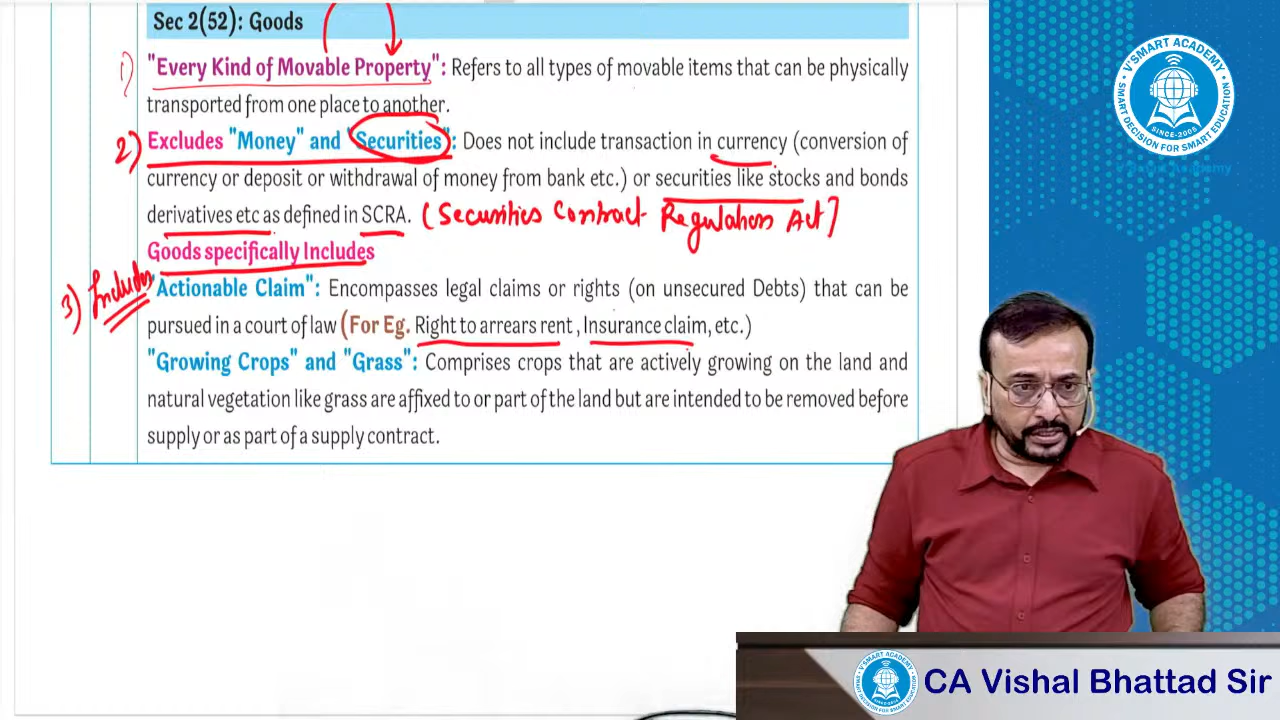 Sec 2(52): Goods
1) "Every Kind of Movable Property": Refers to all types of movable items that can be physically
transported from one place to another.
2) Excludes "Money" and "Securities": Does not include transaction in currency (conversion of
currency or deposit or withdrawal of money from bank etc.) or securities like stocks and bonds
derivatives etc as defined in SCRA. (Securities Contract Regulation Act)
Goods specifically Includes
3) Includes "Actionable Claim": Encompasses legal claims or rights (on unsecured Debts) that can be
pursued in a court of law (For Eg. Right to arrears rent , Insurance claim, etc.)
"Growing Crops" and "Grass": Comprises crops that are actively growing on the land and
natural vegetation like grass are affixed to or part of the land but are intended to be removed before
supply or as part of a supply contract.
V'SMART ACADEMY
SINCE-2005
SMART DECISION FOR SMART EDUCATION
V'SMART ACADEMY
CA Vishal Bhattad Sir